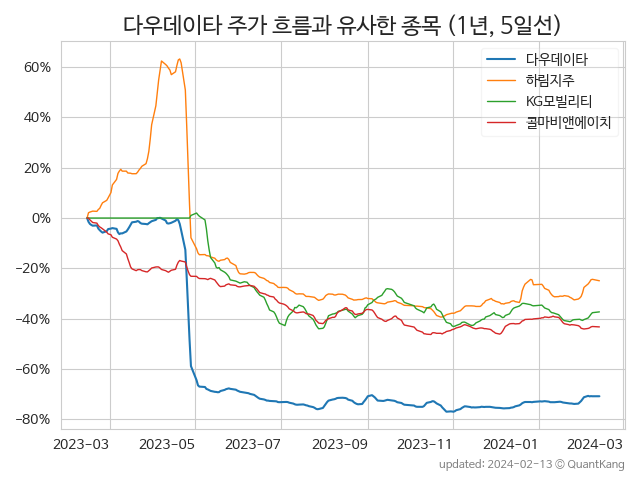 다우데이타 주가 흐름과 유사한 종목 (1년, 5일선)
다우데이타
하림지주
KG모빌리티
콜마비앤에이치
60%
40%
20%
0%
−20%
−40%
−60%
−80%
2023-03 2023-05 2023-07 2023-09 2023-11 2024-01 2024-03
updated: 2024-02-13 © QuantKang